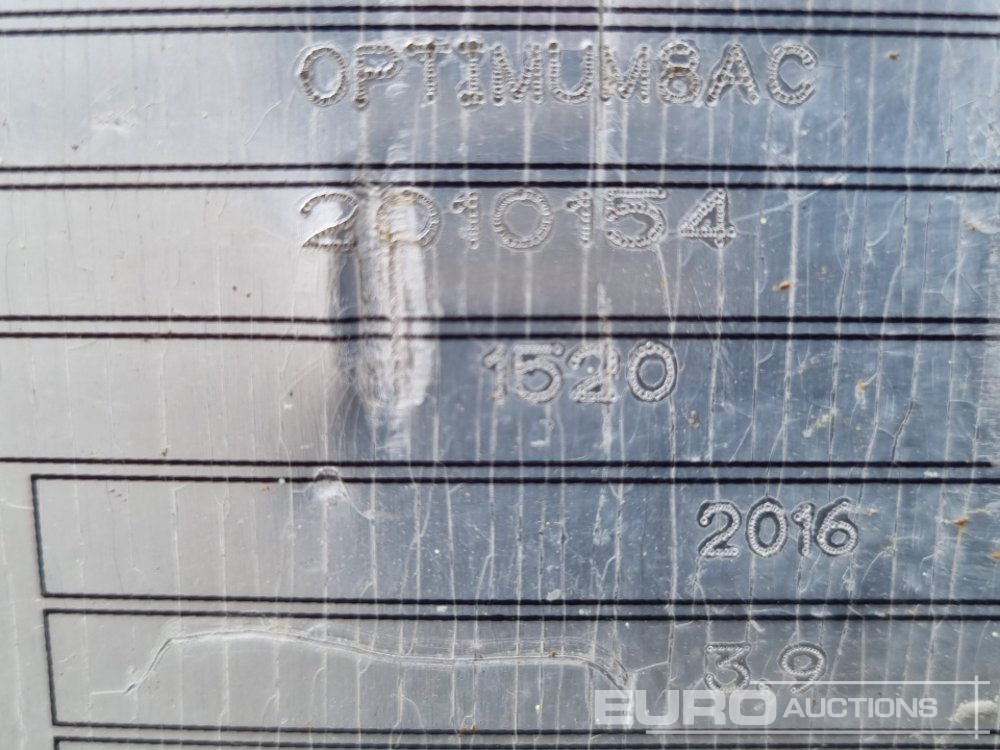 OPTIMUM8AC
2010154
1520
2016
3.9
EURO AUCTIONS